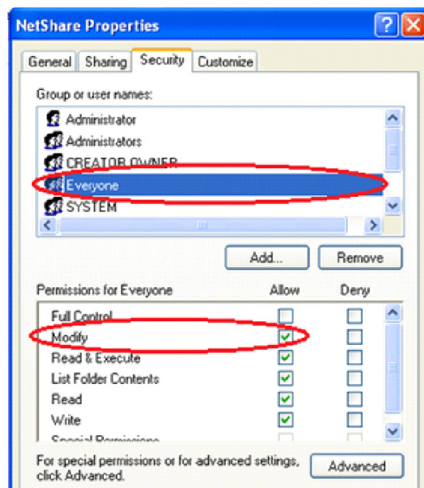 NetShare Properties
General Sharing Security Customize
Group or user names:
Administrator
Administrators
CREATOR OWNER
Everyone
SYSTEM
Add... Remove
Permissions for Everyone Allow Deny
Full Control
Modify
Read & Execute
List Folder Contents
Read
Write
Special Permissions
For special permissions or for advanced settings,
click Advanced.
Advanced